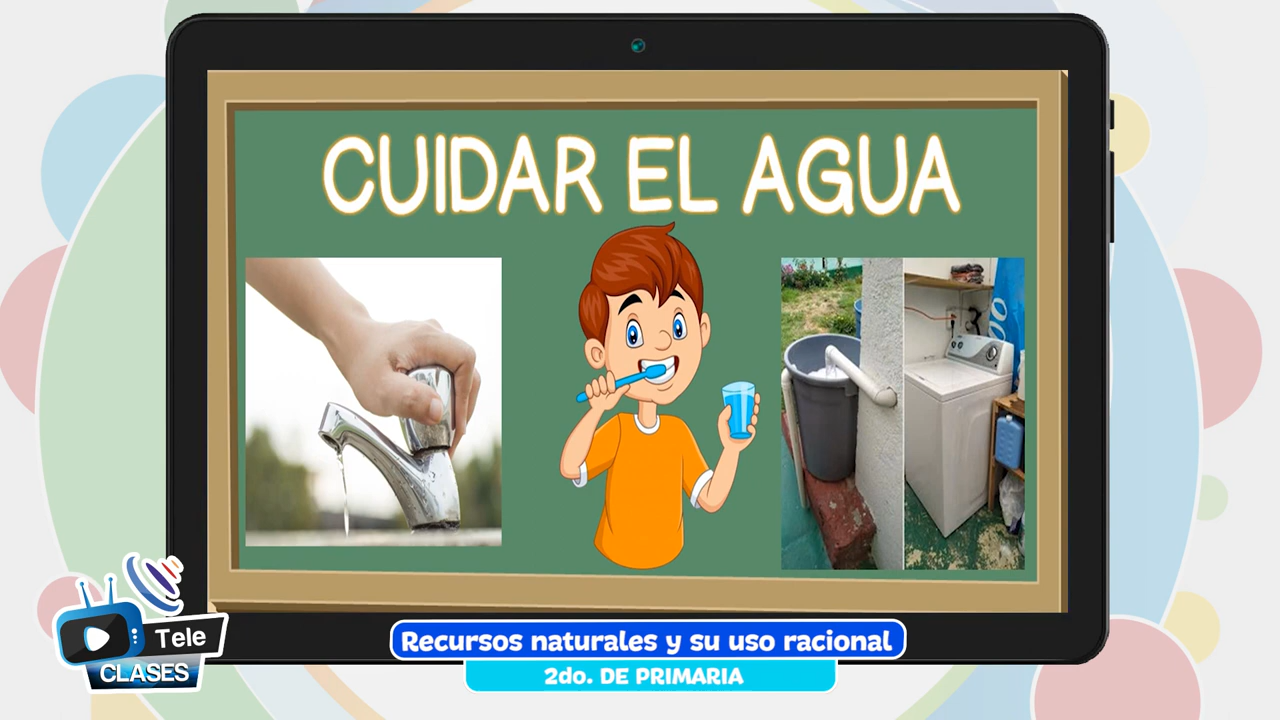 CUIDAR EL AGUA
Tele
CLASES
Recursos naturales y su uso racional
2do. DE PRIMARIA